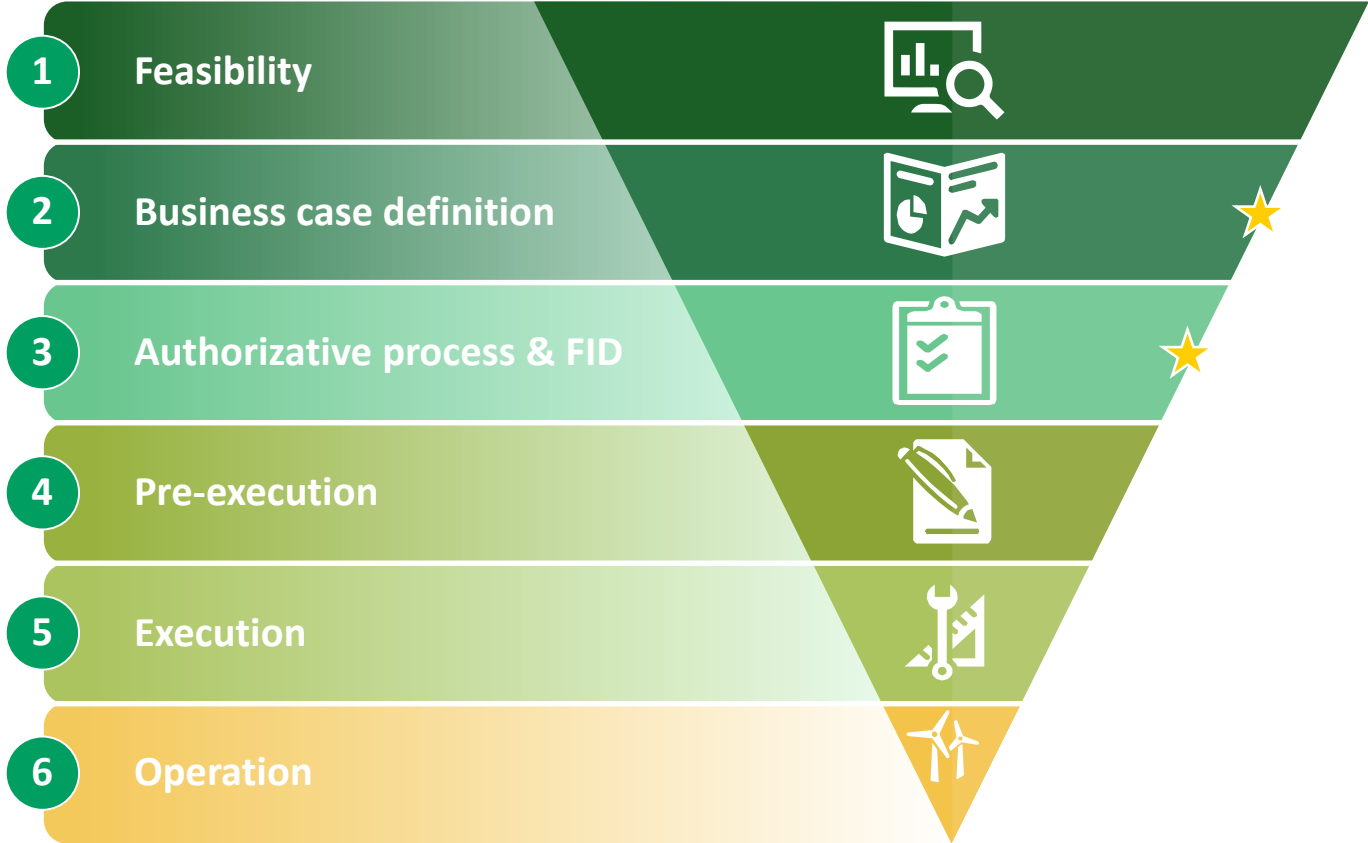 1 Feasibility
2 Business case definition
3 Authorizative process & FID
4 Pre-execution
5 Execution
6 Operation